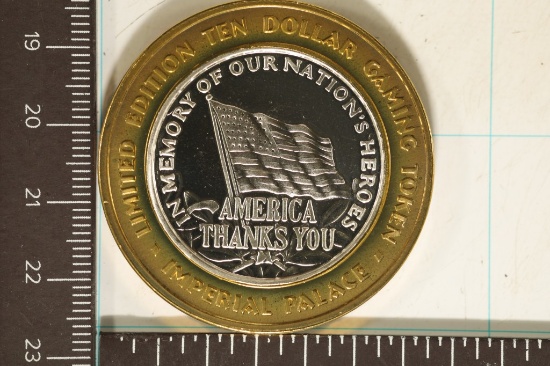 LIMITED EDITION TEN DOLLAR GAMING TOKEN
IN MEMORY OF OUR NATION'S HEROES
AMERICA
THANKS YOU
IMPERIAL PALACE
19
20
21
22
23